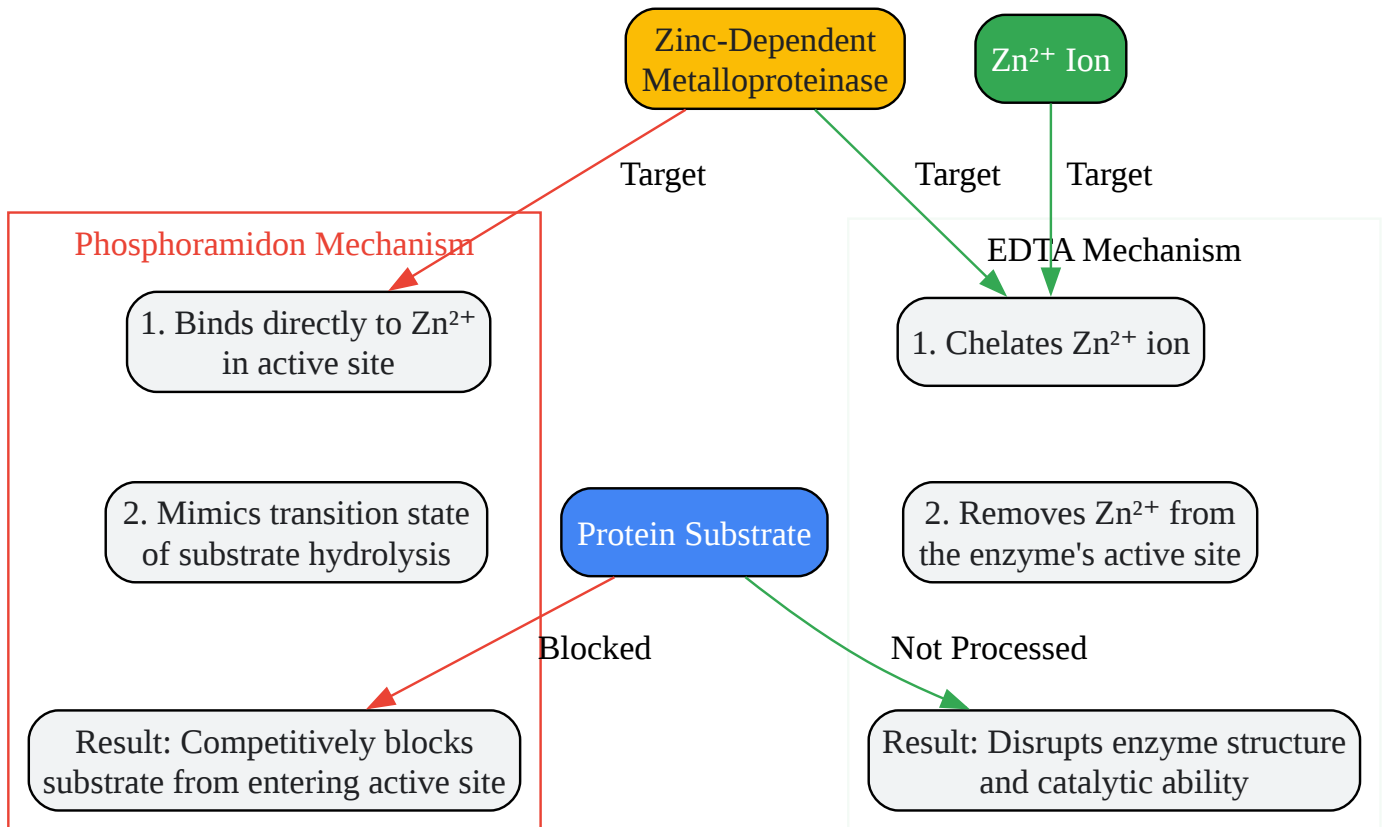 Zinc-Dependent
Metalloproteinase
Zn²⁺ Ion
Target
Target
Target
Phosphoramidon Mechanism
EDTA Mechanism
1. Binds directly to Zn²⁺
in active site
1. Chelates Zn²⁺ ion
2. Mimics transition state
of substrate hydrolysis
Protein Substrate
2. Removes Zn²⁺ from
the enzyme's active site
Blocked
Not Processed
Result: Competitively blocks
substrate from entering active site
Result: Disrupts enzyme structure
and catalytic ability